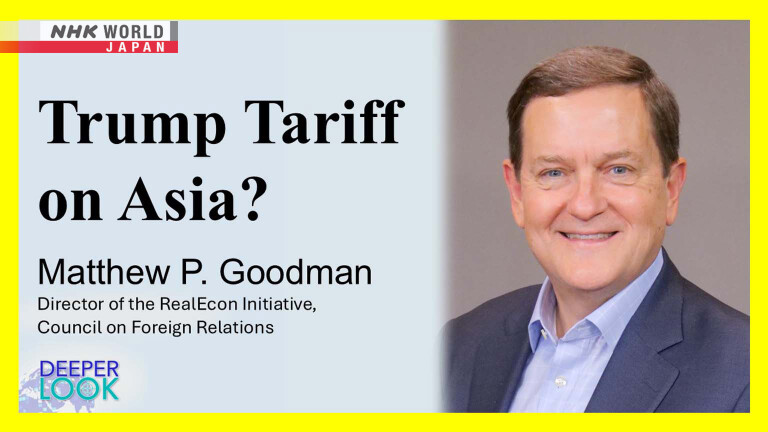 NHK WORLD
JAPAN
Trump Tariff
on Asia?
Matthew P. Goodman
Director of the RealEcon Initiative,
Council on Foreign Relations
DEEPER
LOOK